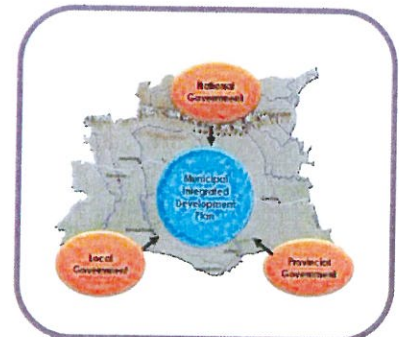 National
Government
Municipal
Integrated
Development
Plan
Local
Government
Provincial
Government